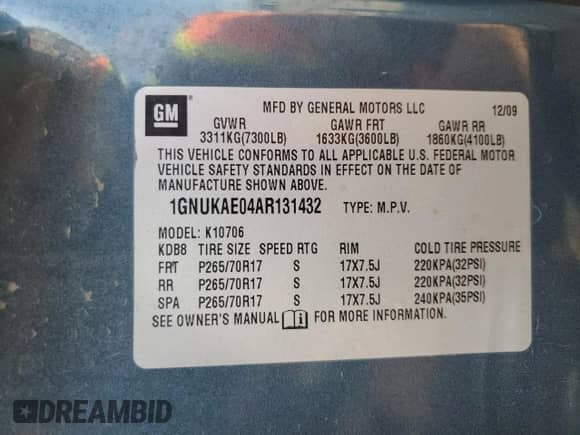 GM
MFD BY GENERAL MOTORS LLC 12/09
GVWR GAWR FRT GAWR RR
3311KG(7300LB) 1633KG(3600LB) 1860KG(4100LB)
THIS VEHICLE CONFORMS TO ALL APPLICABLE U.S. FEDERAL MOTOR
VEHICLE SAFETY STANDARDS IN EFFECT ON THE DATE OF
MANUFACTURE SHOWN ABOVE.
1GNUKAE04AR131432 TYPE: M.P.V.
MODEL: K10706
KDB8 TIRE SIZE SPEED RTG RIM COLD TIRE PRESSURE
FRT P265/70R17 S 17X7.5J 220KPA(32PSI)
RR P265/70R17 S 17X7.5J 220KPA(32PSI)
SPA P265/70R17 S 17X7.5J 240KPA(35PSI)
SEE OWNER'S MANUAL FOR MORE INFORMATION.
DREAMBID